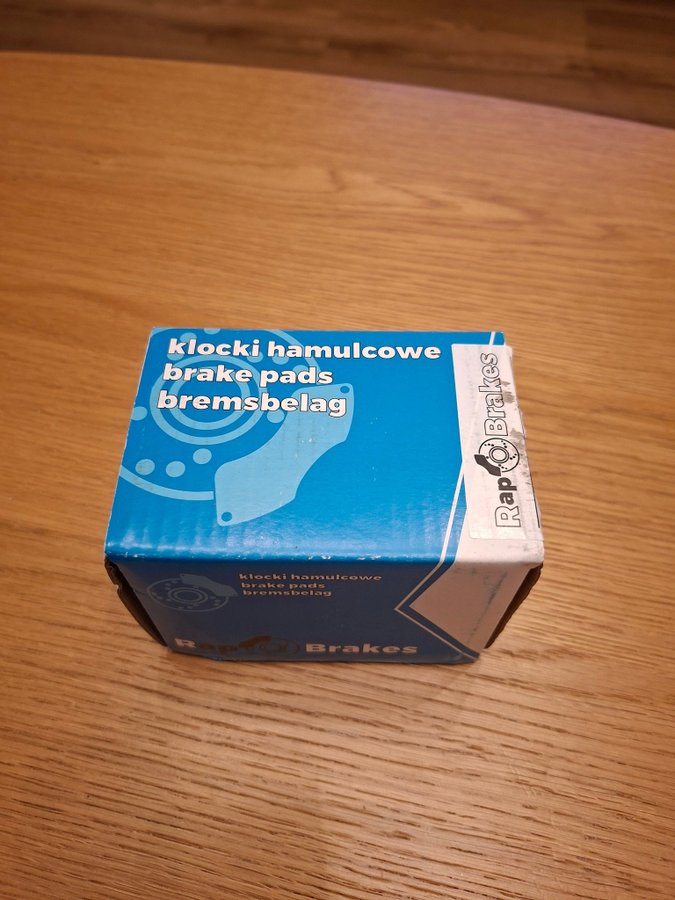 klocki hamulcowe
brake pads
bremsbelag
Rap Brakes
klocki hamulcowe
brake pads
bremsbelag
Rap Brakes